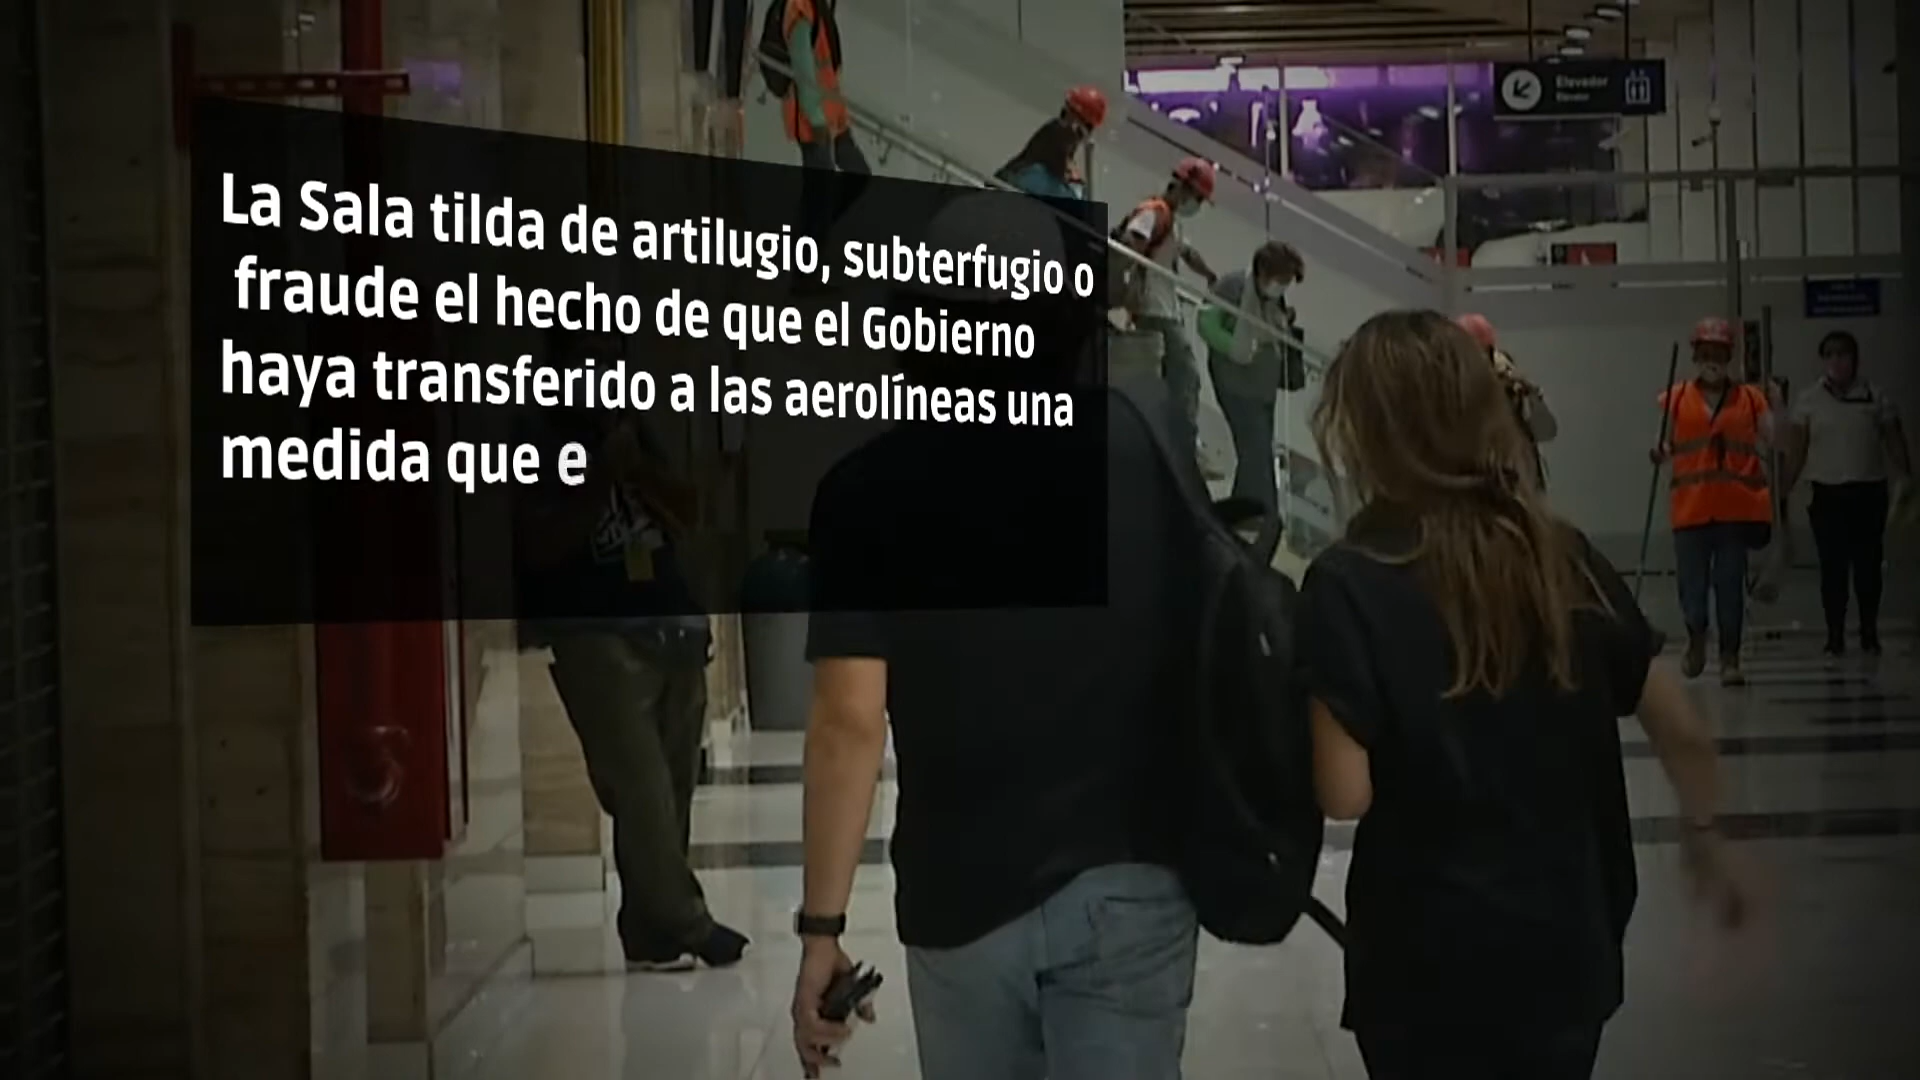 La Sala tilda de artilugio, subterfugio o
fraude el hecho de que el Gobierno
haya transferido a las aerolíneas una
medida que e
Elevador